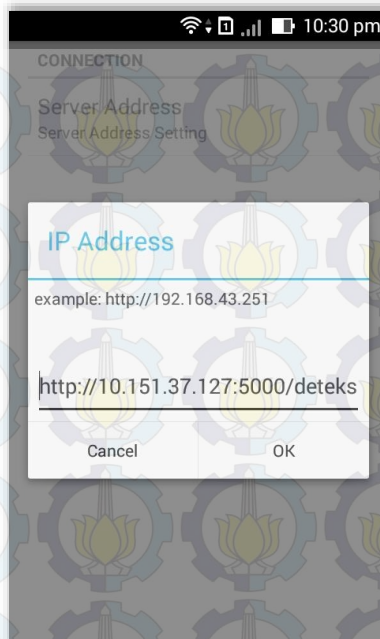 1 10:30 pm
CONNECTION
Server Address
Server Address Setting
IP Address
example: http://192.168.43.251
http://10.151.37.127:5000/deteks
Cancel OK